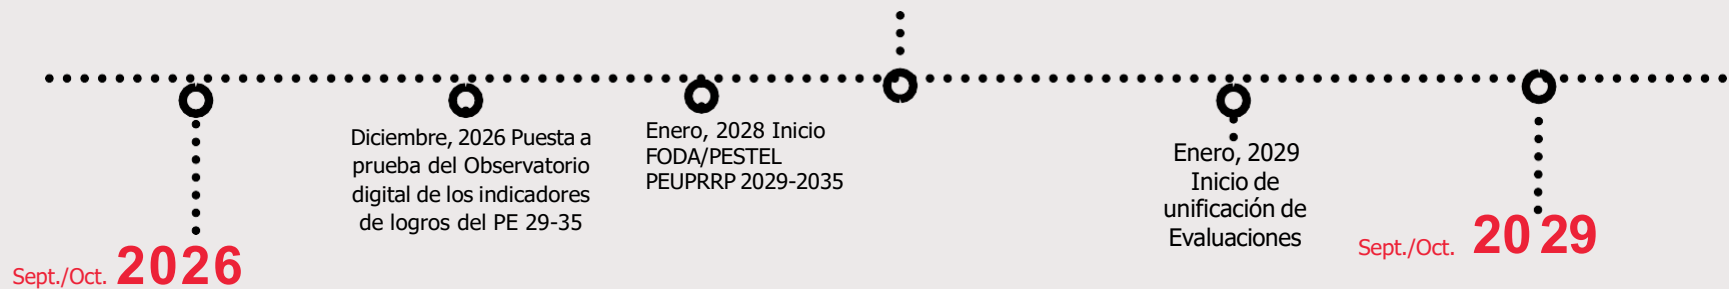 Diciembre, 2026 Puesta a
prueba del Observatorio
digital de los indicadores
de logros del PE 29-35
Enero, 2028 Inicio
FODA/PESTEL
PEUPRRP 2029-2035
Enero, 2029
Inicio de
unificación de
Evaluaciones
Sept./Oct. 2026
Sept./Oct. 20 29